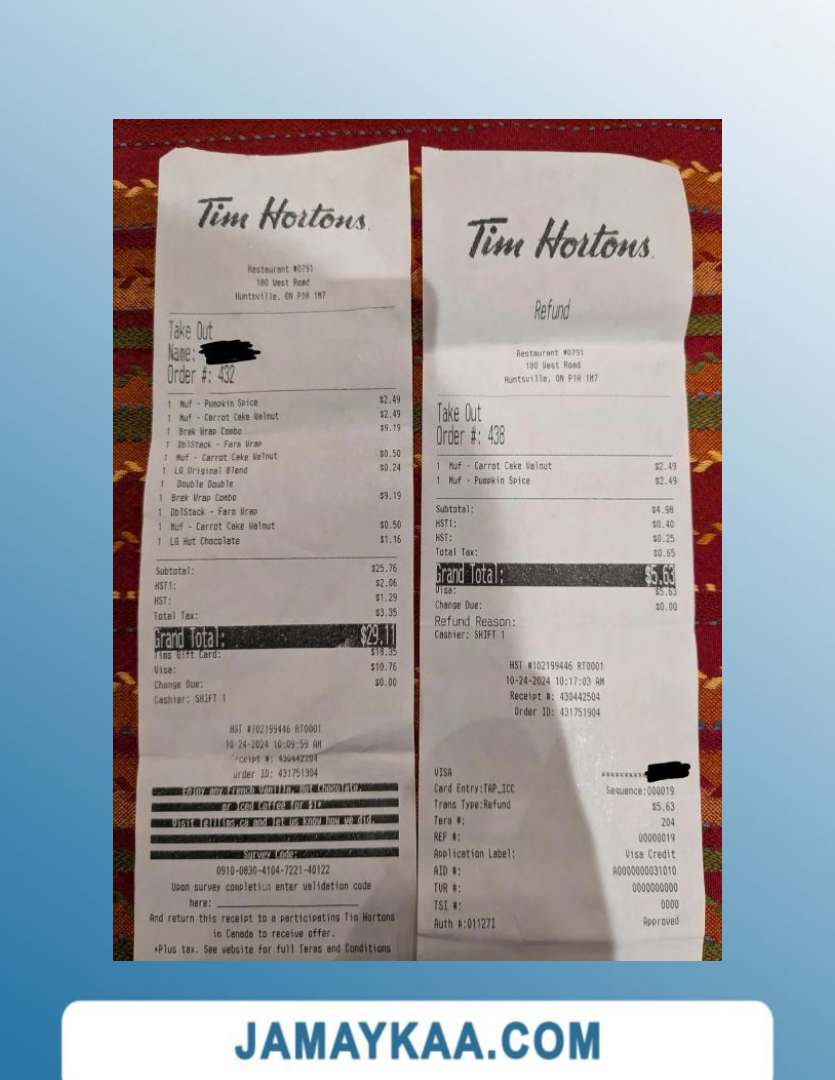 Tim Hortons.
Restaurant #0791
180 West Road
Huntsville, ON P1H 1M7
Take Out
Name:
Order #: 432
1 Muf - Pumpkin Spice $2.49
1 Muf - Carrot Cake Walnut $2.49
1 Brek Wrap Combo $9.19
1 DblStack - Farm Wrap
1 Muf - Carrot Cake Walnut $0.50
1 LG Original Blend $0.24
1 Double Double
1 Brek Wrap Combo $9.19
1 DblStack - Farm Wrap
1 Muf - Carrot Cake Walnut $0.50
1 LG Hot Chocolate $1.16
Subtotal: $25.76
HST1: $2.06
HST: $1.29
Total Tax: $3.35
Grand Total: $29.11
Tims Gift Card: $18.35
Visa: $10.76
Change Due: $0.00
Cashier: SHIFT 1
HST #102199446 RT0001
10-24-2024 10:09:59 AM
Receipt #: 430442204
Order ID: 431751304
Enjoy any French Vanilla, Hot Chocolate,
or Iced Coffee for $1*
Visit Telltims.ca and let us know how we did.
Survey Code:
0910-0830-4104-7221-40122
Upon survey completion enter validation code
here:
And return this receipt to a participating Tim Hortons
in Canada to receive offer.
*Plus tax. See website for full Terms and Conditions
Tim Hortons.
Refund
Restaurant #0791
180 West Road
Huntsville, ON P1H 1M7
Take Out
Order #: 438
1 Muf - Carrot Cake Walnut $2.49
1 Muf - Pumpkin Spice $2.49
Subtotal: $4.98
HST1: $0.40
HST: $0.25
Total Tax: $0.65
Grand Total: $5.63
Visa: $5.63
Change Due: $0.00
Refund Reason:
Cashier: SHIFT 1
HST #102199446 RT0001
10-24-2024 10:17:03 AM
Receipt #: 430442504
Order ID: 431751904
VISA
Card Entry:TAP_ICC Sequence:000019
Trans Type:Refund $5.63
Term #: 204
REF #: 00000019
Application Label: Visa Credit
AID #: A0000000031010
TVR #: 0000000000
TSI #: 0000
Auth #:01127I Approved
JAMAYKAA.COM